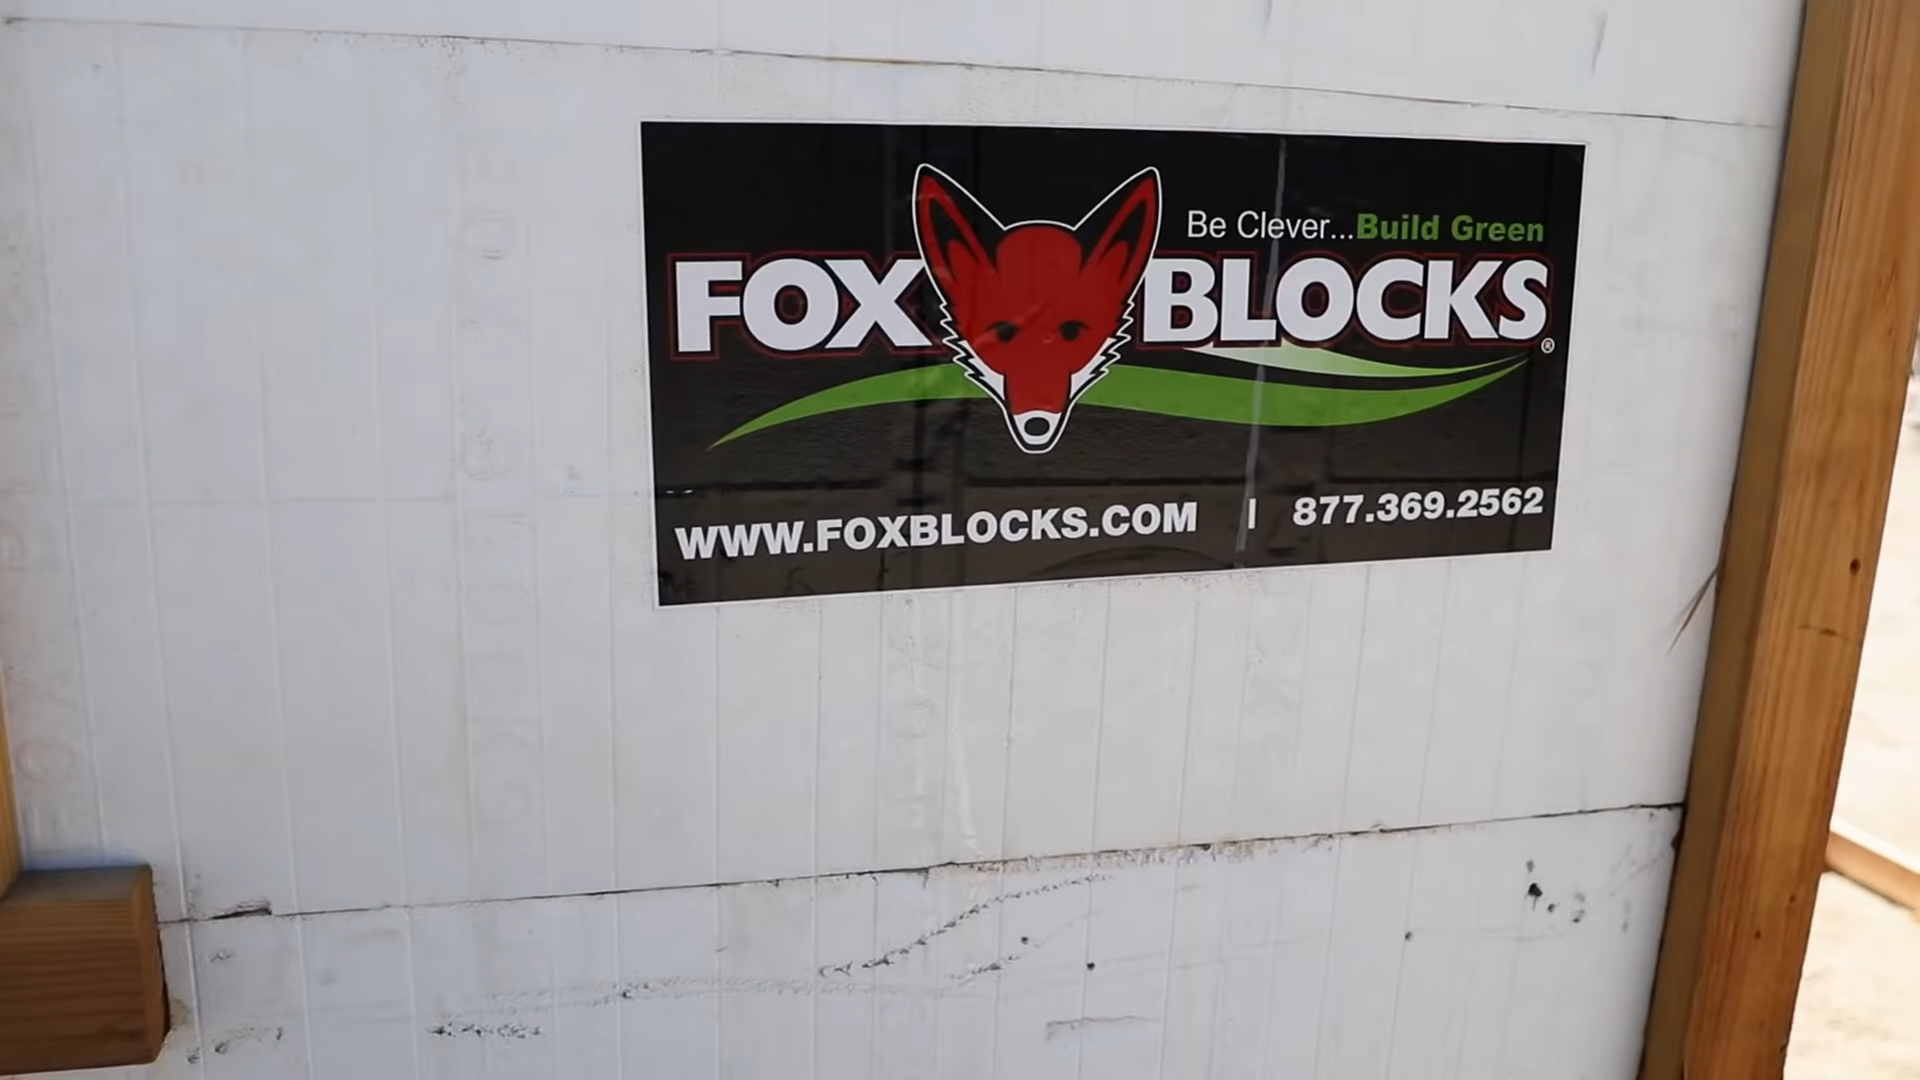 Be Clever...Build Green
FOX BLOCKS®
WWW.FOXBLOCKS.COM | 877.369.2562